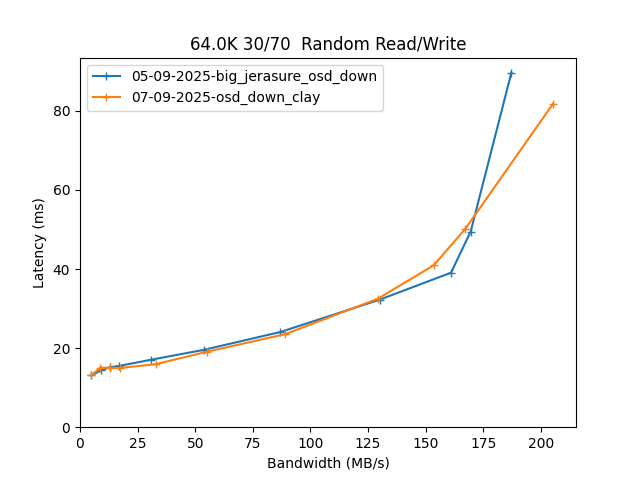 64.0K 30/70  Random Read/Write
05-09-2025-big_jerasure_osd_down
07-09-2025-osd_down_clay
Latency (ms)
80
60
40
20
0
0 25 50 75 100 125 150 175 200
Bandwidth (MB/s)